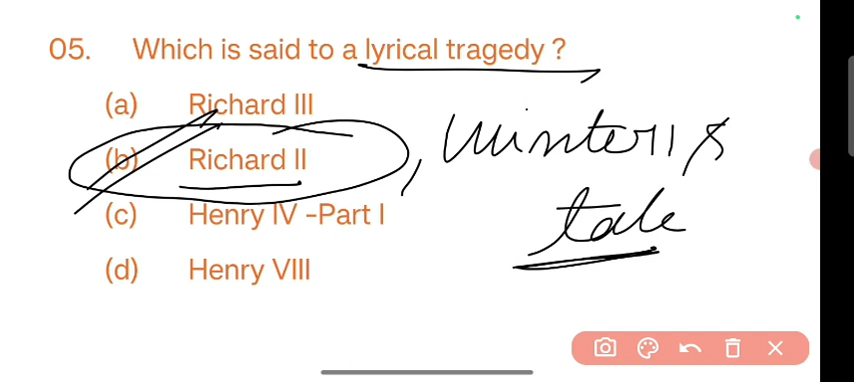 05. Which is said to a lyrical tragedy ?
(a) Richard III
(b) Richard II
(c) Henry IV -Part I
(d) Henry VIII
, Winter's
tale